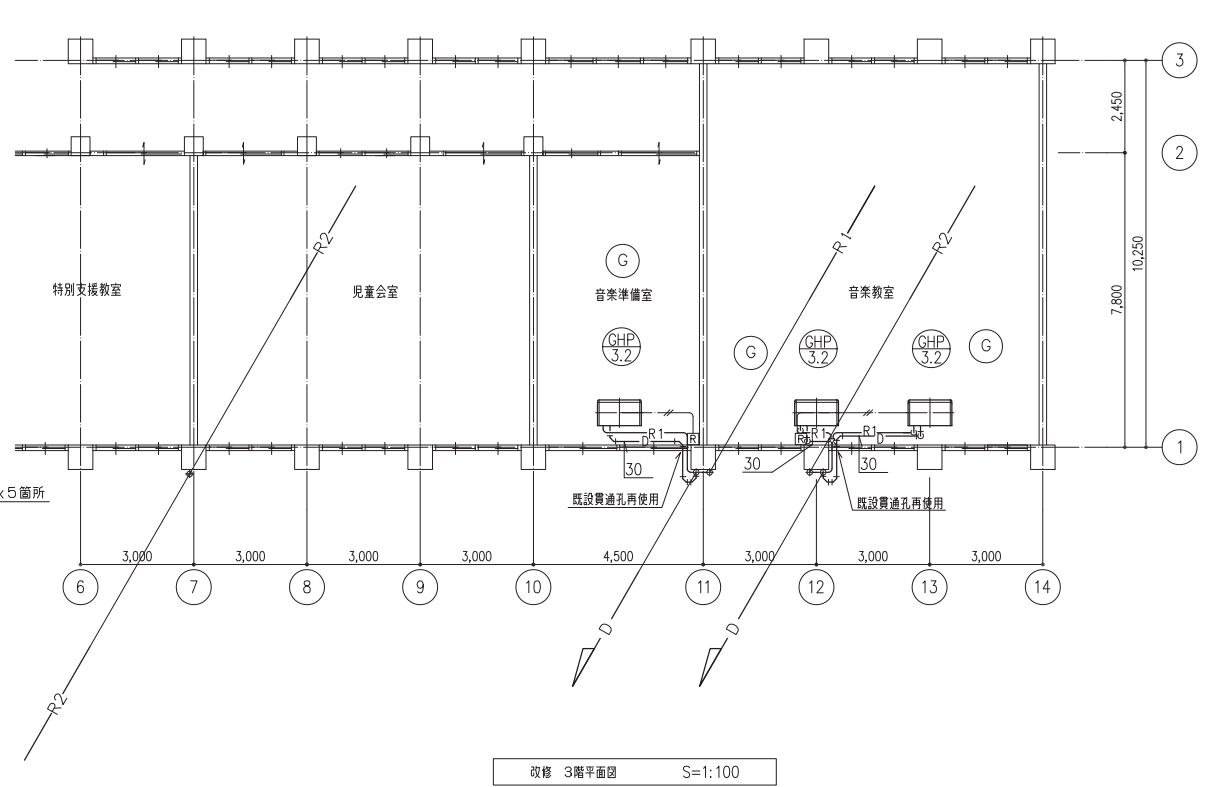 3
2,450
2
R2
R1
R2
10,250
G
特別支援教室
児童会室
音楽準備室
音楽教室
7,800
GHP
3.2
G
GHP
3.2
GHP
3.2
G
R1
D
R
R
R1
R1
D
1
30
30
30
x5箇所
既設貫通孔再使用
既設貫通孔再使用
3,000
3,000
3,000
3,000
4,500
3,000
3,000
3,000
6
7
8
9
10
11
12
13
14
D
D
R2
改修 3階平面図 S=1:100